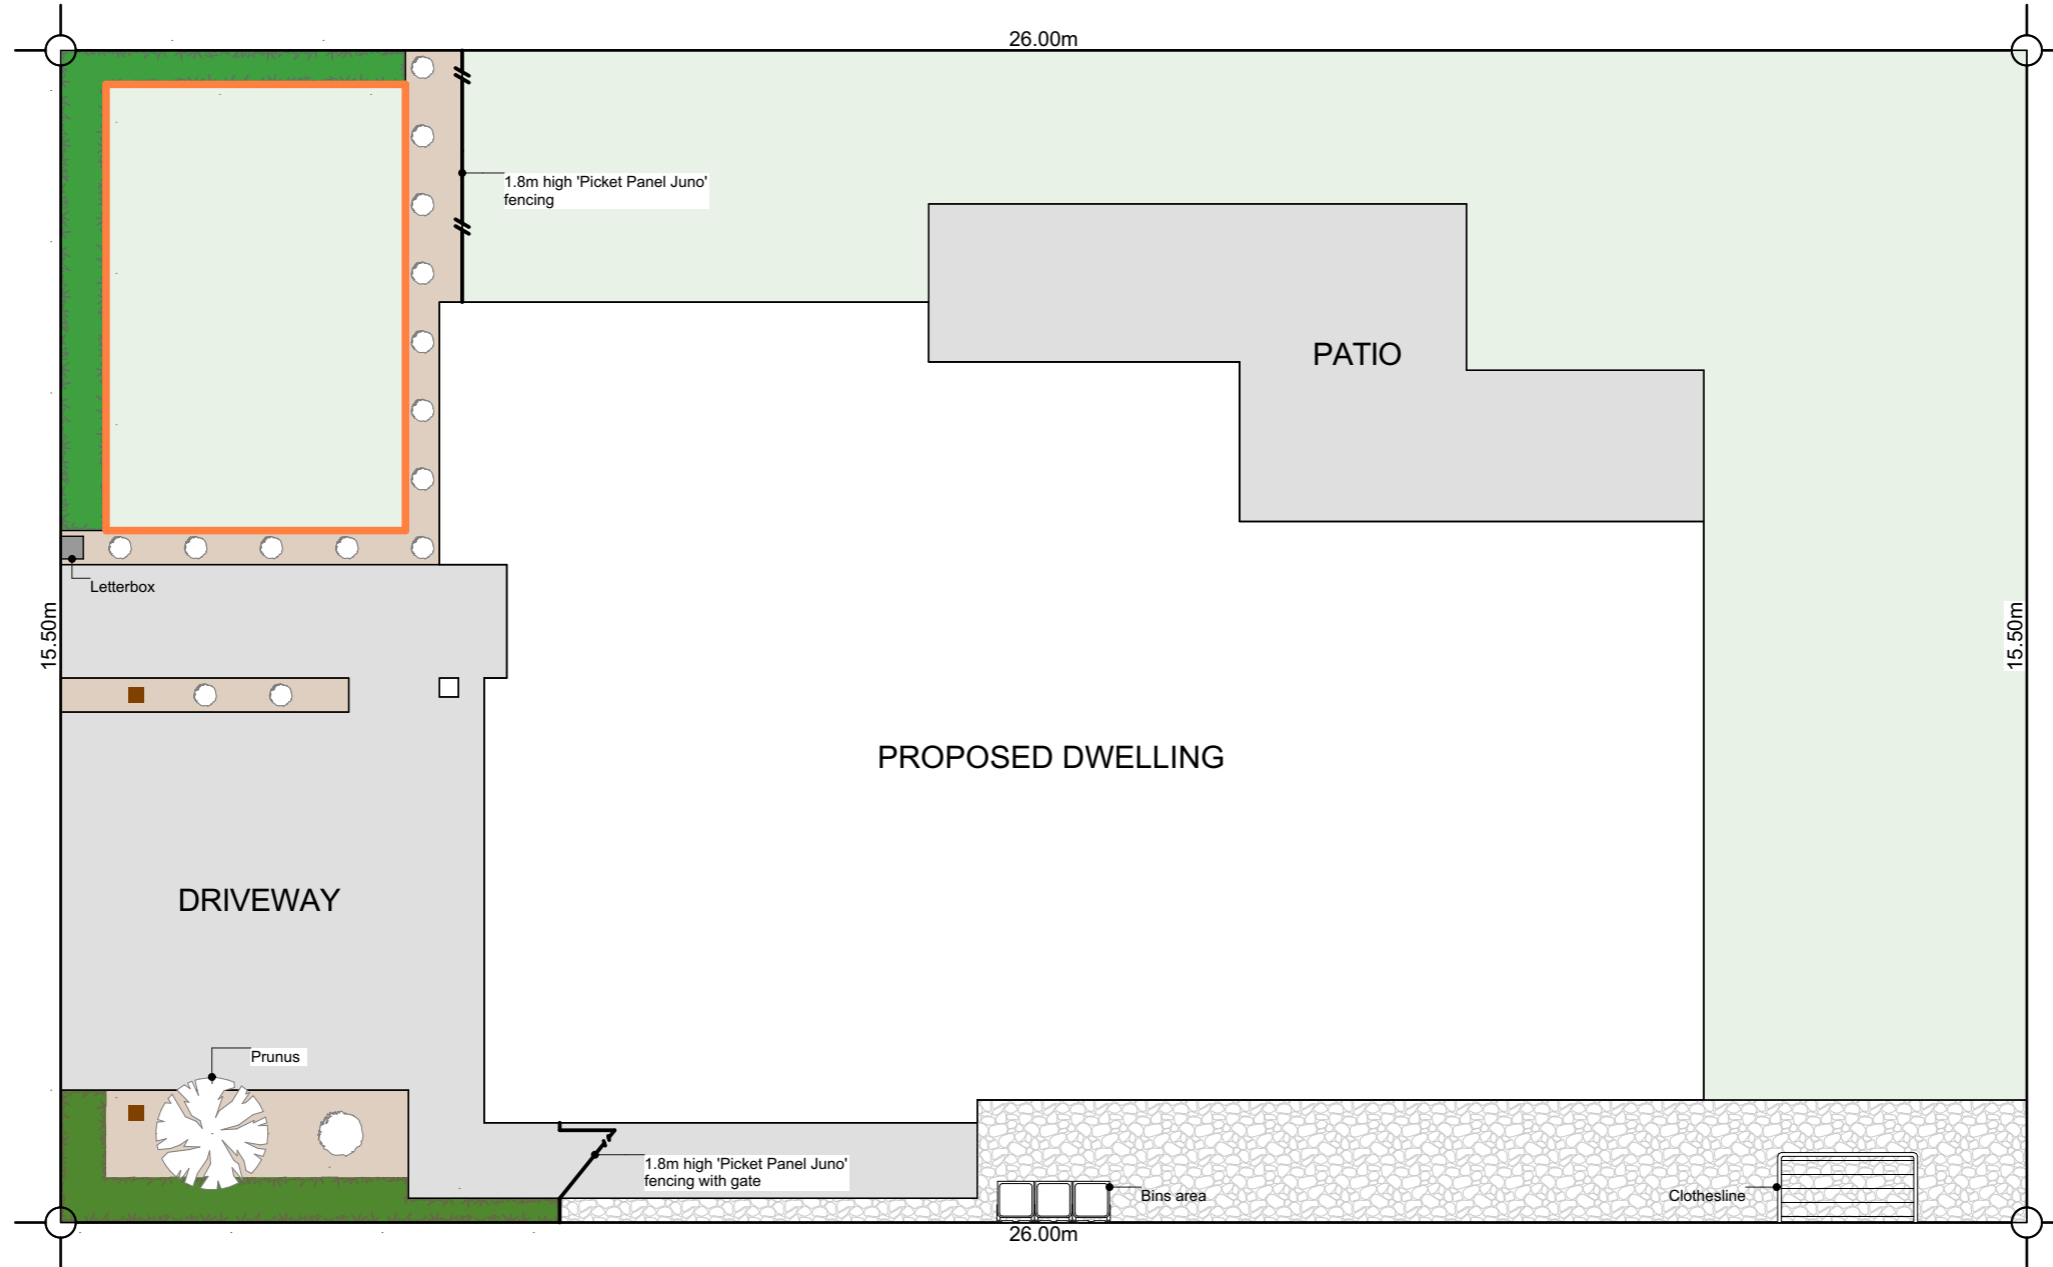 26.00m
1.8m high 'Picket Panel Juno'
fencing
PATIO
Letterbox
15.50m
15.50m
PROPOSED DWELLING
DRIVEWAY
Prunus
1.8m high 'Picket Panel Juno'
fencing with gate
Bins area
Clothesline
26.00m